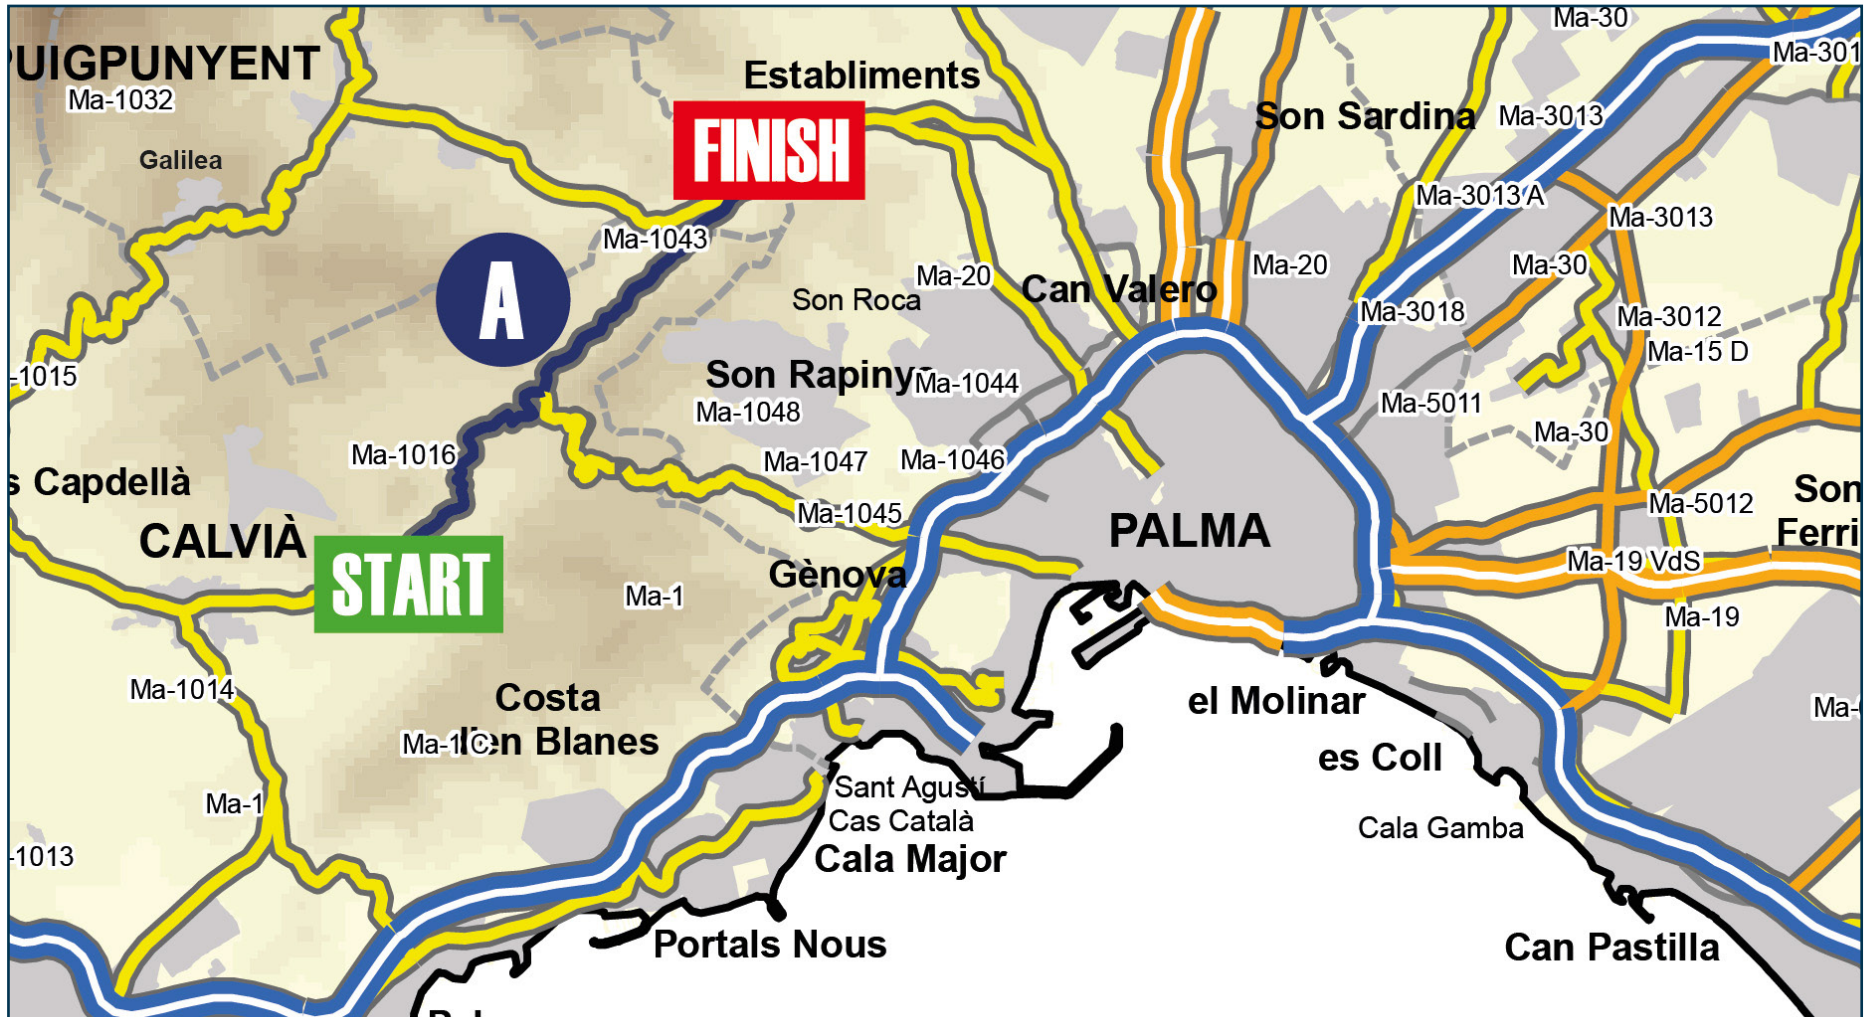 Ma-30
PUIGPUNYENT
Ma-301
Establiments
Ma-1032
Son Sardina
Ma-3013
FINISH
Galilea
Ma-3013 A
Ma-3013
Ma-1043
A
Ma-20
Ma-20
Ma-30
Can Valero
Son Roca
Ma-3018
Ma-3012
Ma-15 D
-1015
Son Rapinya
Ma-1044
Ma-1048
Ma-5011
Ma-30
Ma-1016
Ma-1047
Ma-1046
s Capdellà
Son
Ferri
Ma-5012
Ma-1045
CALVIÀ
PALMA
START
Gènova
Ma-19 VdS
Ma-1
Ma-19
Ma-1014
Costa
d'en Blanes
el Molinar
Ma-
Ma-1C
es Coll
Sant Agustí
Ma-1
Cas Català
Cala Gamba
-1013
Cala Major
Portals Nous
Can Pastilla